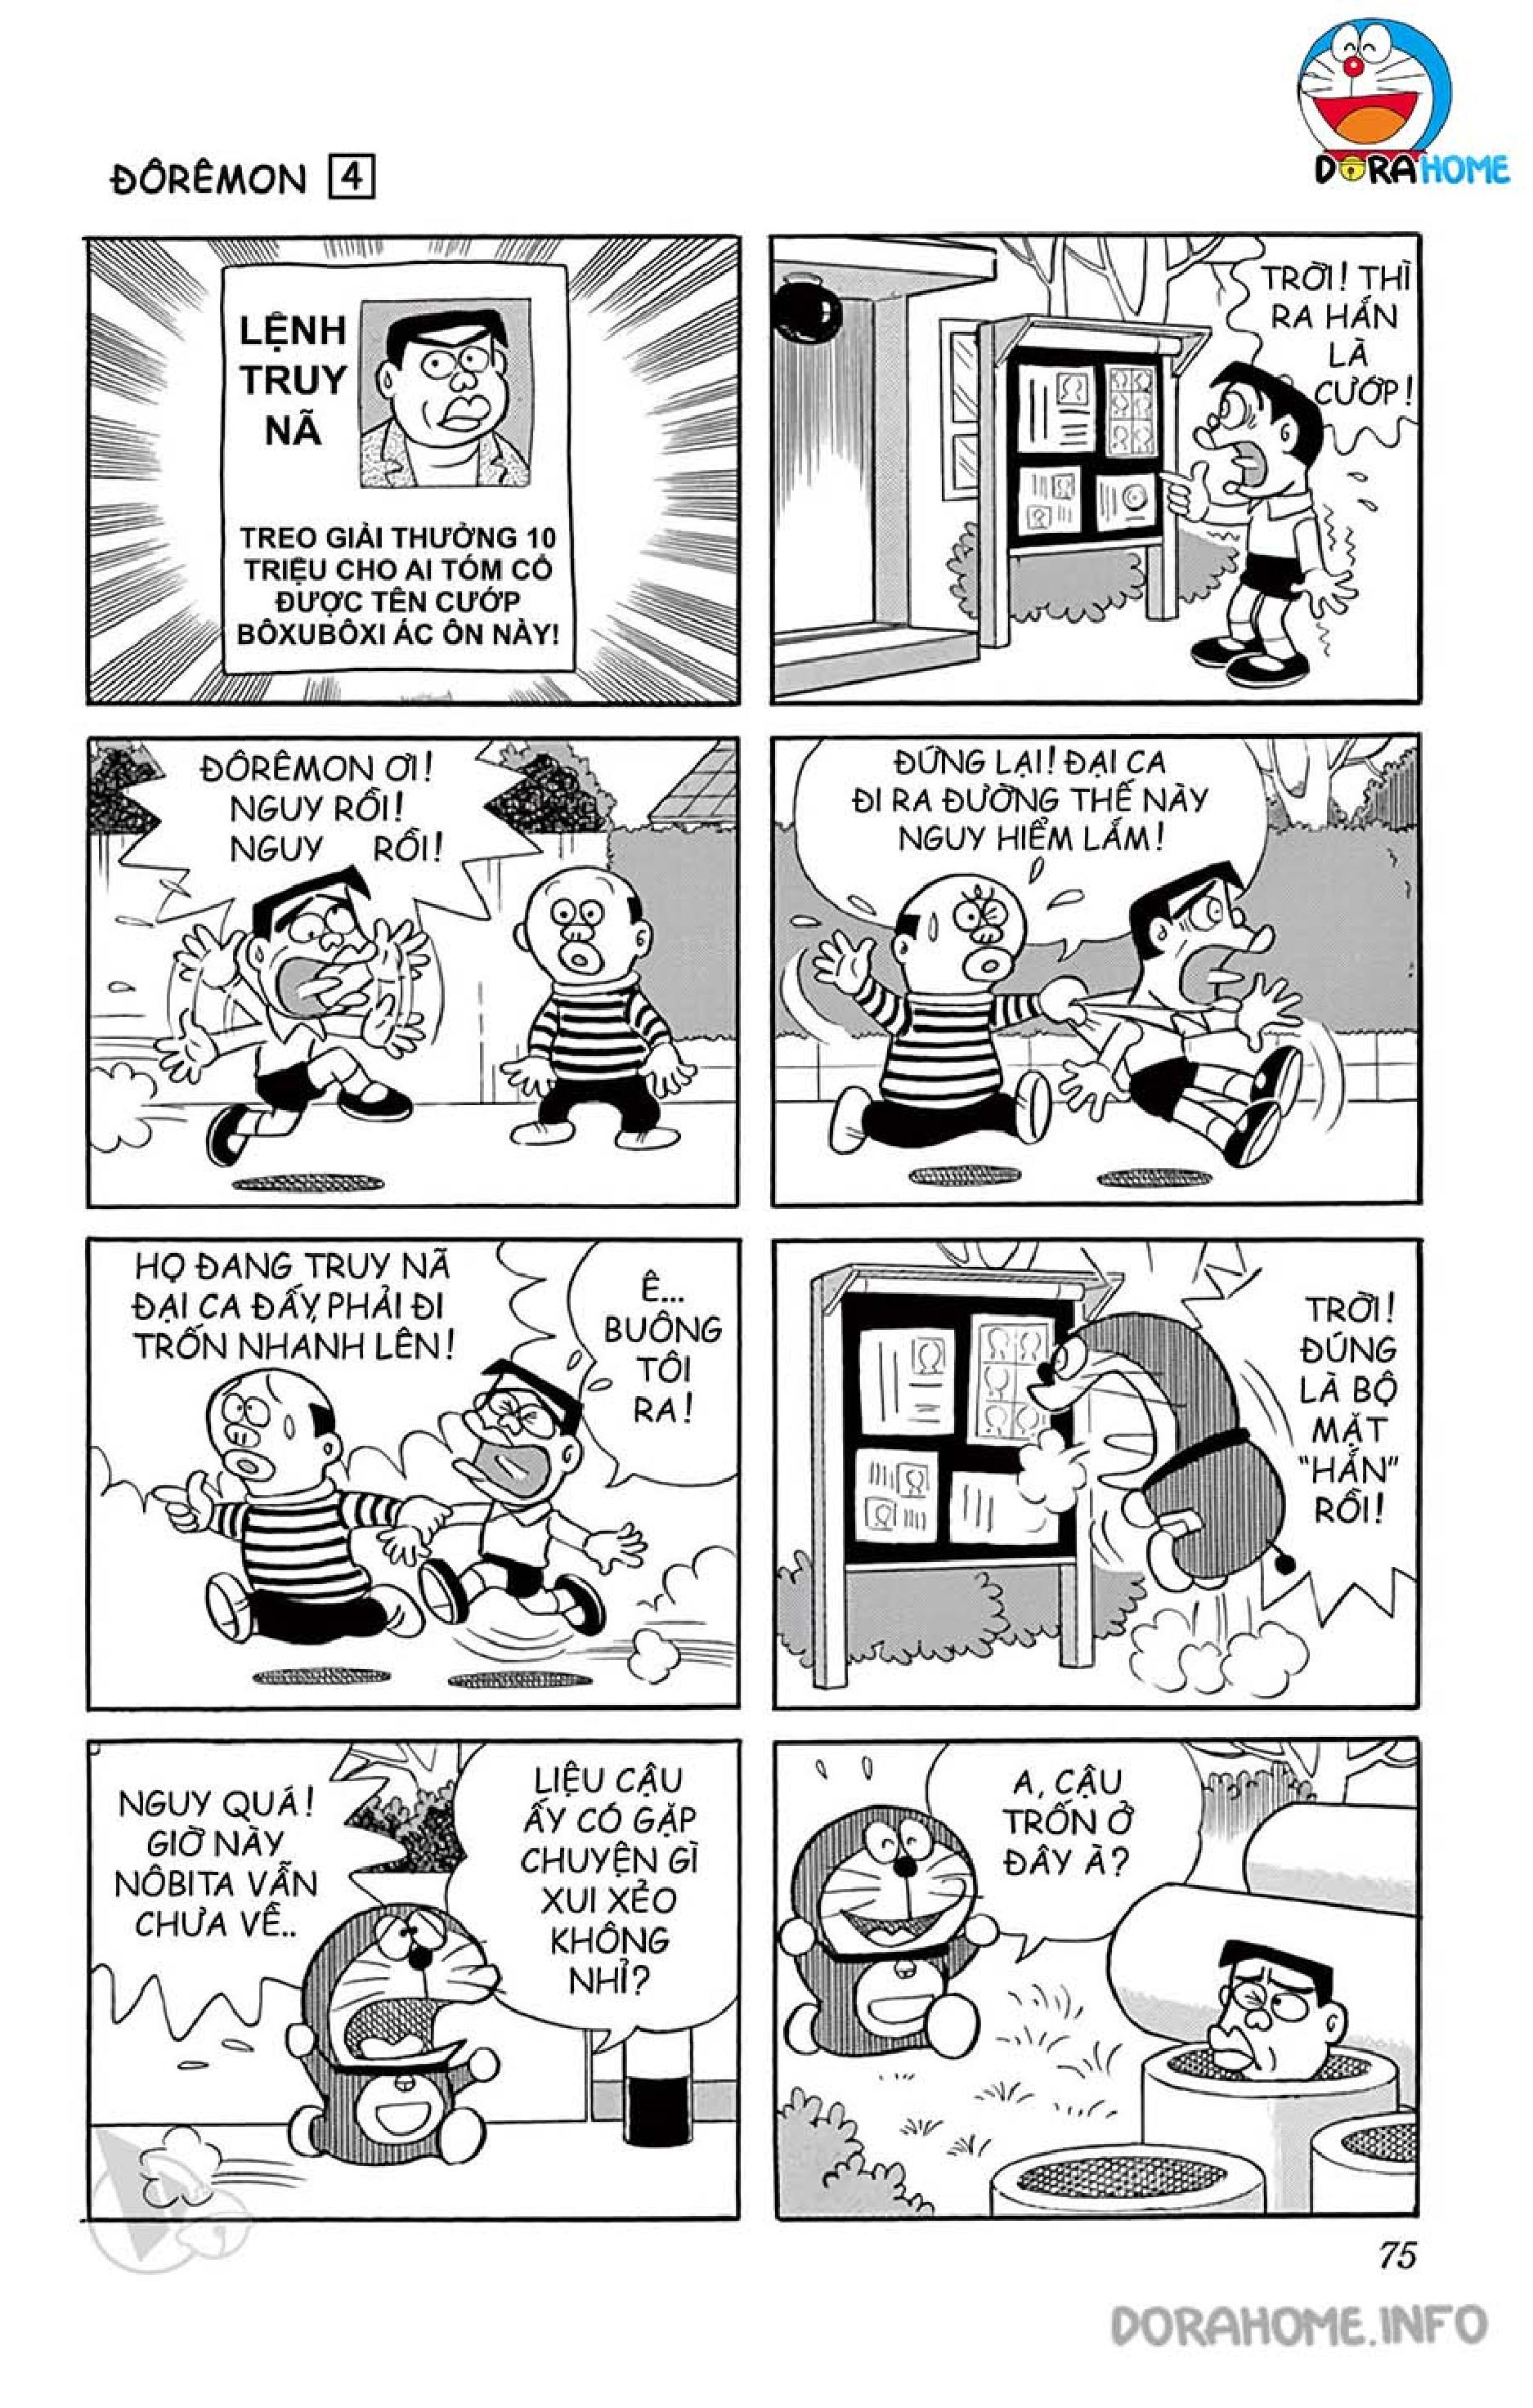 DORAHOME
ĐÔRÊMON 4
LỆNH
TRUY
NÃ
TREO GIẢI THƯỞNG 10
TRIỆU CHO AI TÓM CỔ
ĐƯỢC TÊN CƯỚP
BÔXUBÔXI ÁC ÔN NÀY!
TRỜI! THÌ
RA HẮN
LÀ
CƯỚP!
ĐÔRÊMON ƠI!
NGUY RỒI!
NGUY RỒI!
ĐỨNG LẠI! ĐẠI CA
ĐI RA ĐƯỜNG THẾ NÀY
NGUY HIỂM LẮM!
HỌ ĐANG TRUY NÃ
ĐẠI CA ĐẤY, PHẢI ĐI
TRỐN NHANH LÊN!
Ê...
BUÔNG
TÔI
RA!
TRỜI!
ĐÚNG
LÀ BỘ
MẶT
“HẮN”
RỒI!
NGUY QUÁ!
GIỜ NÀY
NÔBITA VẪN
CHƯA VỀ..
LIỆU CẬU
ẤY CÓ GẶP
CHUYỆN GÌ
XUI XẺO
KHÔNG
NHỈ?
A, CẬU
TRỐN Ở
ĐÂY À?
75
DORAHOME.INFO